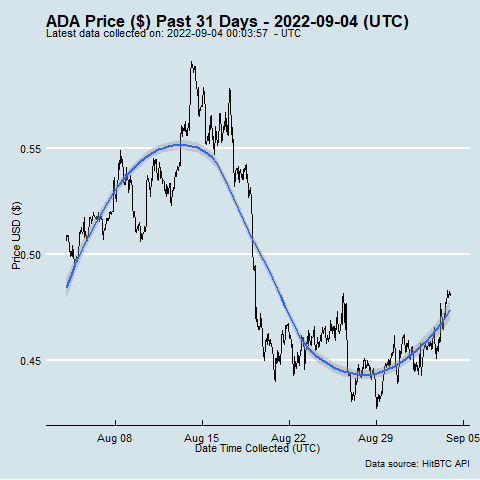 ADA Price ($) Past 31 Days - 2022-09-04 (UTC)
Latest data collected on: 2022-09-04 00:03:57 - UTC
Price USD ($)
0.55
0.50
0.45
Aug 08
Aug 15
Aug 22
Aug 29
Sep 05
Date Time Collected (UTC)
Data source: HitBTC API